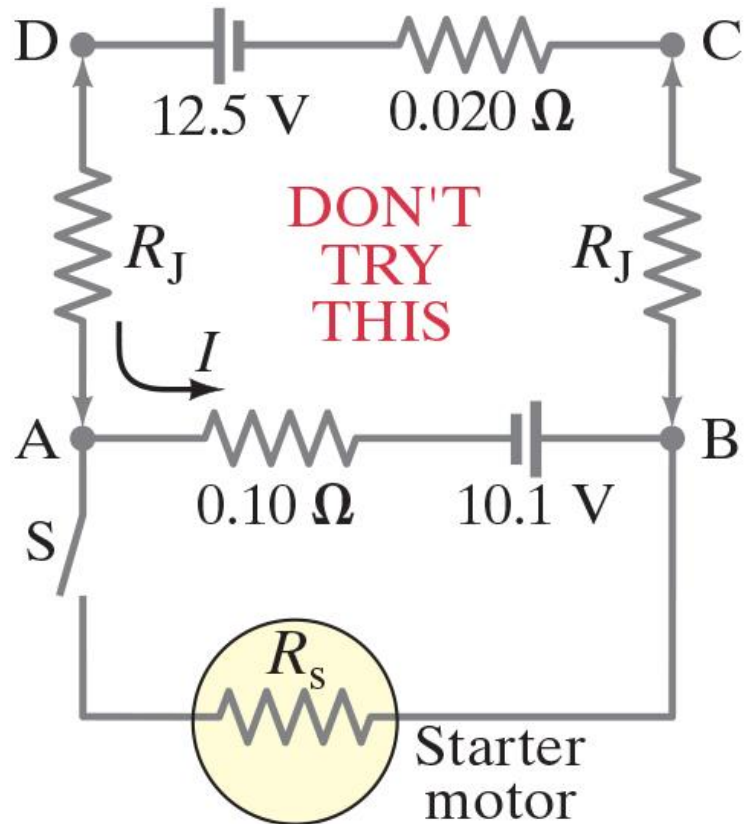 D
C
12.5 V
0.020 Ω
DON'T
TRY
THIS
R_J
R_J
I
A
B
0.10 Ω
10.1 V
S
R_s
Starter
motor